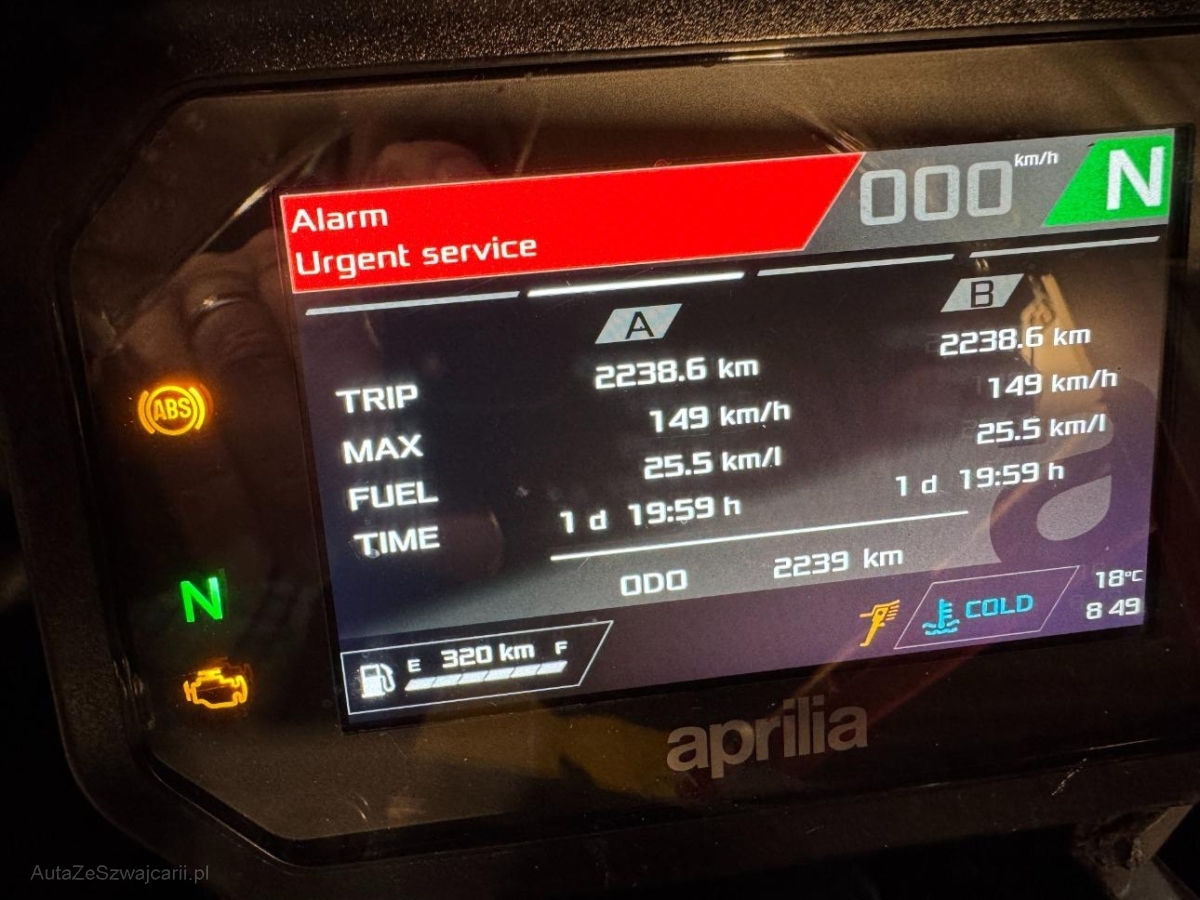 Alarm
Urgent service
000 km/h
N
A B
TRIP 2238.6 km 2238.6 km
MAX 149 km/h 149 km/h
FUEL 25.5 km/l 25.5 km/l
TIME 1 d 19:59 h 1 d 19:59 h
ODO 2239 km
ABS
N
E 320 km F
COLD
18°C
8 49
aprilia
AutaZeSzwajcarii.pl